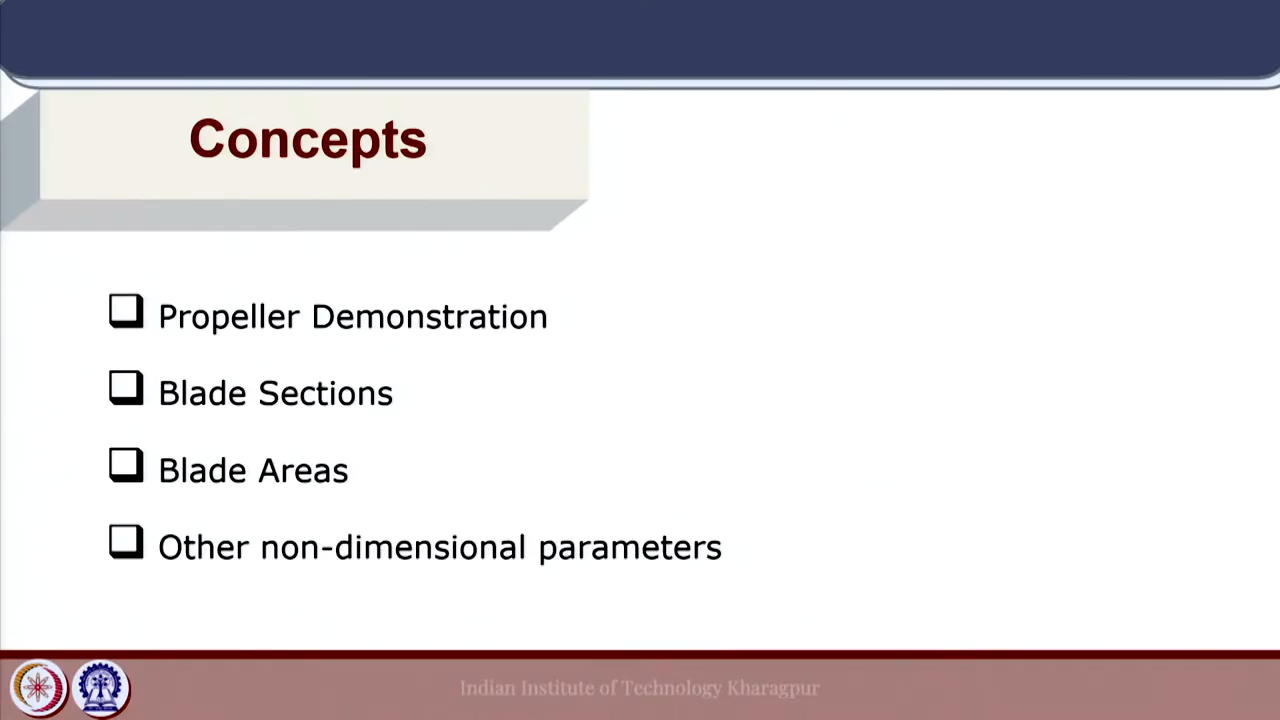 Concepts
Propeller Demonstration
Blade Sections
Blade Areas
Other non-dimensional parameters
Indian Institute of Technology Kharagpur